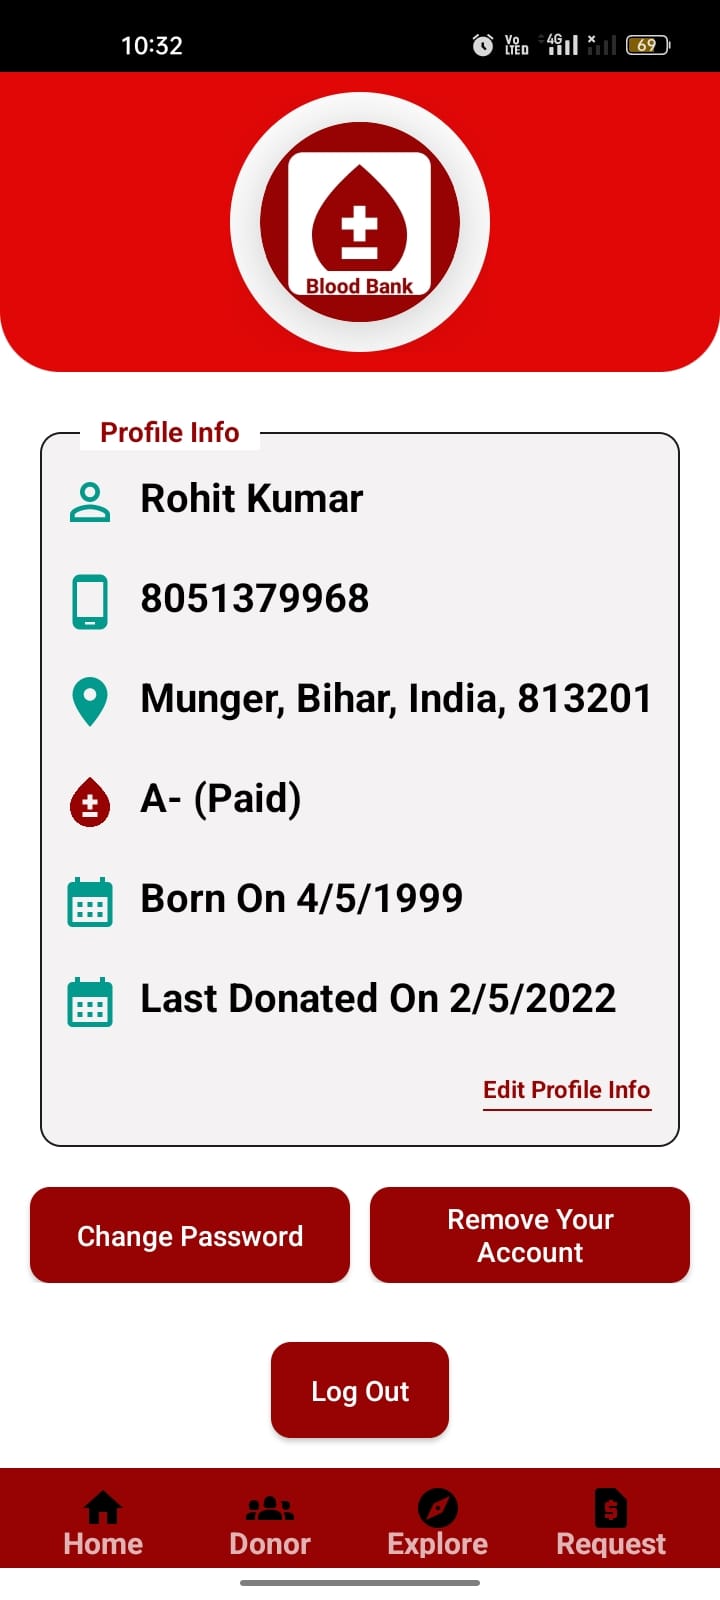 10:32
Vo
LTED
4G
69
Blood Bank
Profile Info
Rohit Kumar
8051379968
Munger, Bihar, India, 813201
A- (Paid)
Born On 4/5/1999
Last Donated On 2/5/2022
Edit Profile Info
Change Password
Remove Your
Account
Log Out
Home
Donor
Explore
Request